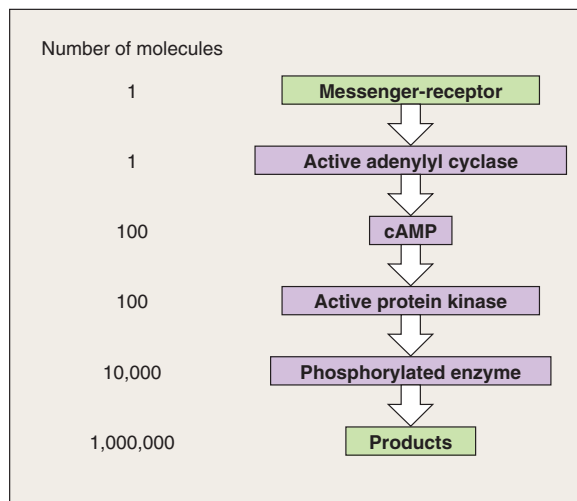 Number of molecules
1 Messenger-receptor
1 Active adenylyl cyclase
100 cAMP
100 Active protein kinase
10,000 Phosphorylated enzyme
1,000,000 Products